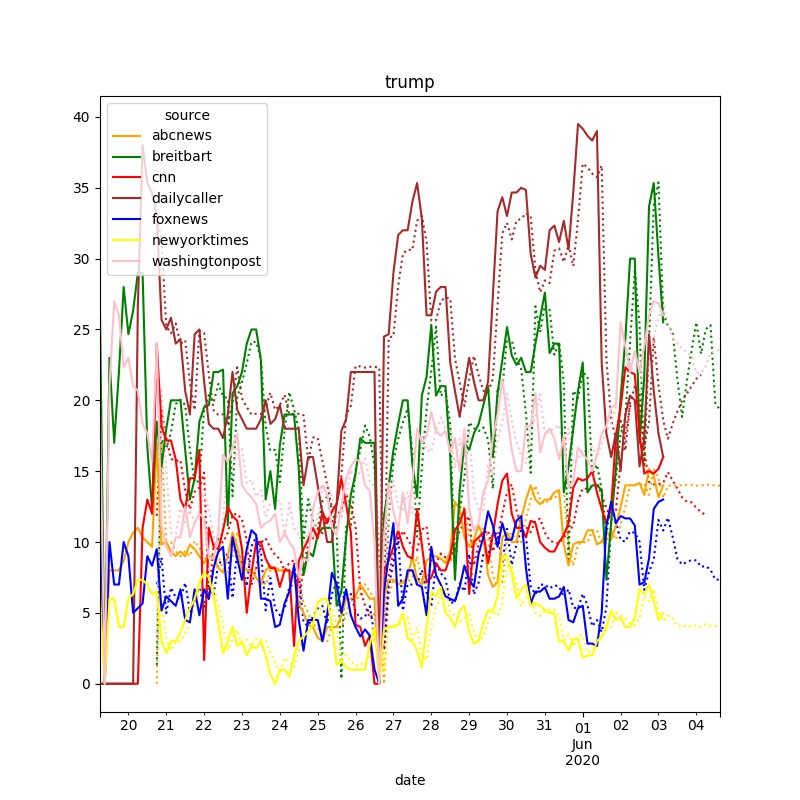 trump
source
abcnews
breitbart
cnn
dailycaller
foxnews
newyorktimes
washingtonpost
40
35
30
25
20
15
10
5
0
20 21 22 23 24 25 26 27 28 29 30 31 01 02 03 04
Jun
2020
date